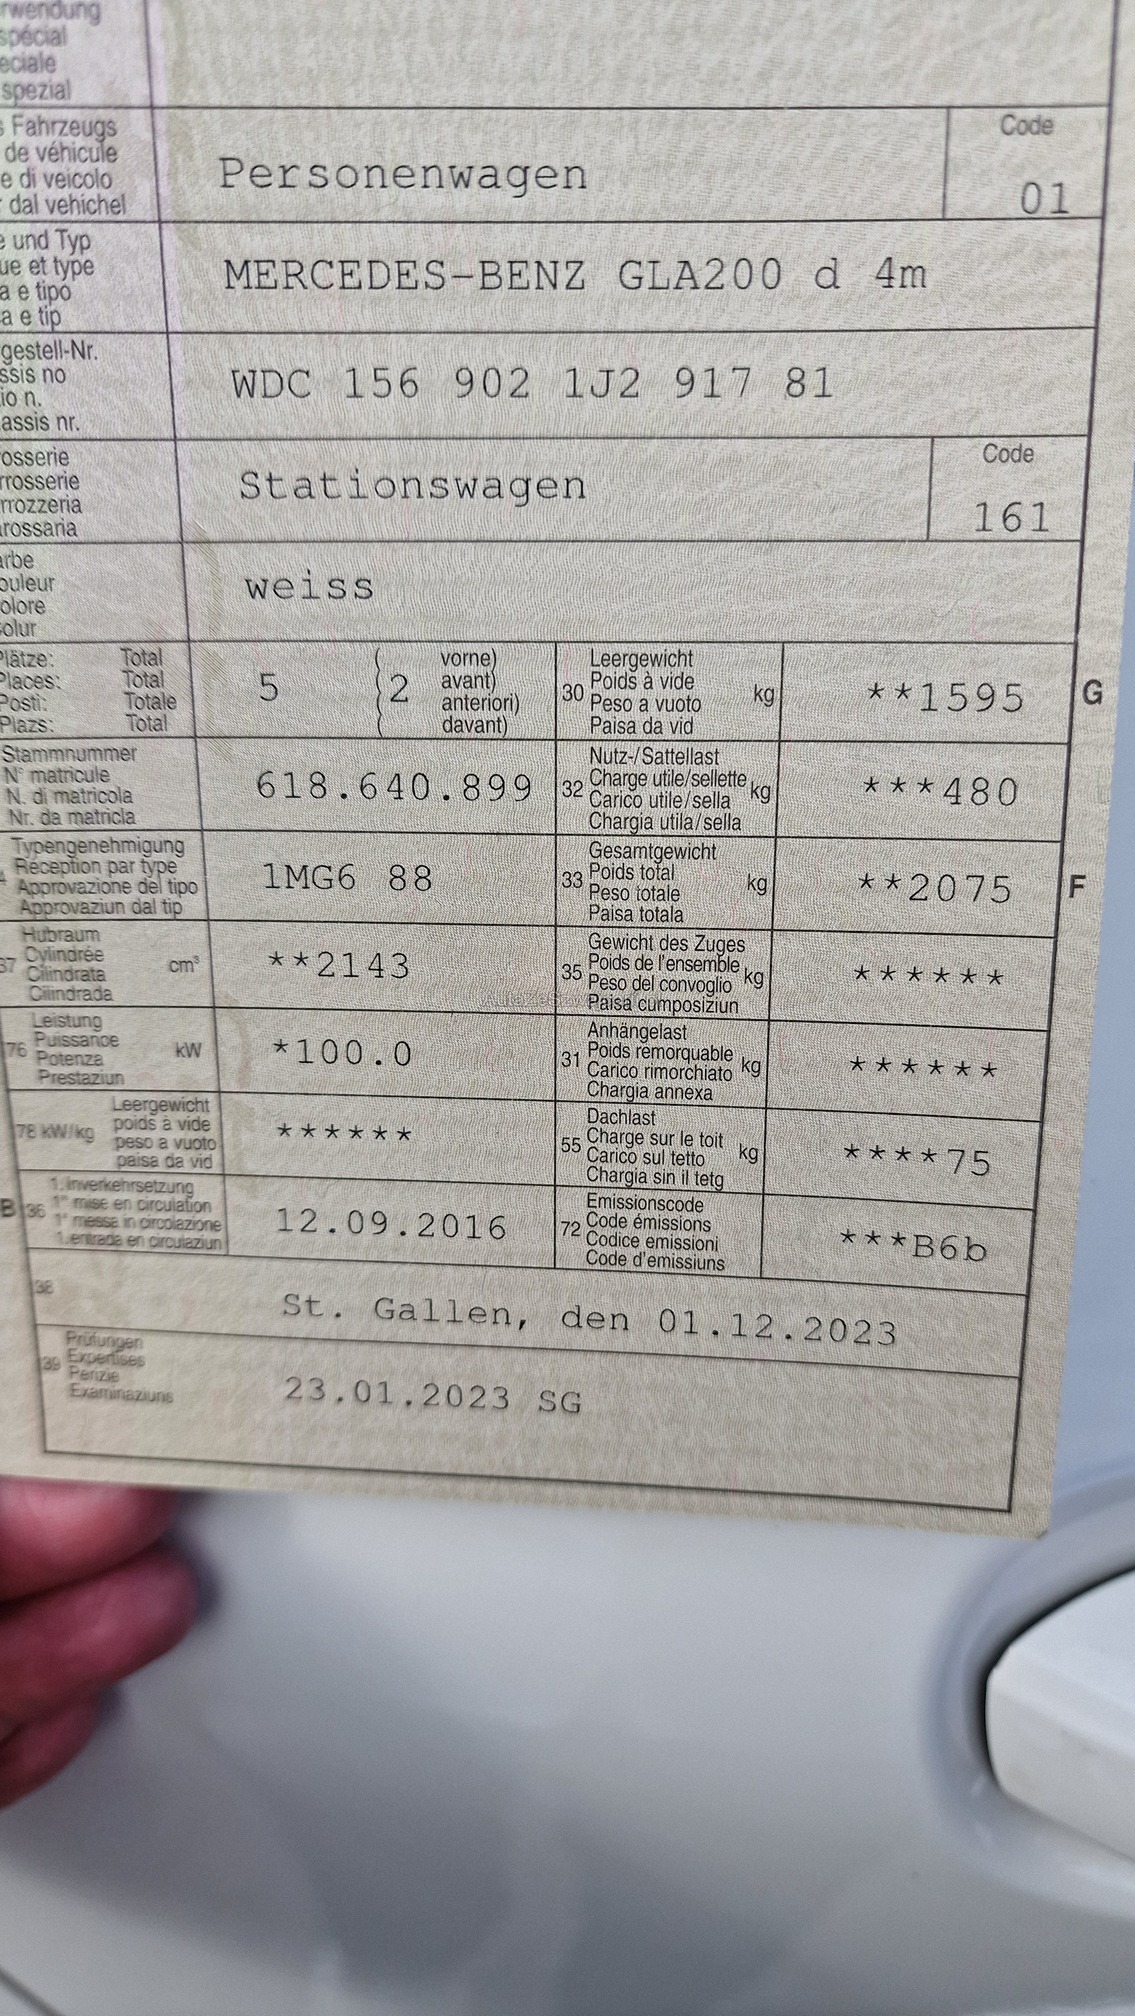 spécial
eciale
spezial
s Fahrzeugs
de véhicule
e di veicolo
dal vehichel
Personenwagen
Code
01
e und Typ
ue et type
a e tipo
a e tip
MERCEDES-BENZ GLA200 d 4m
gestell-Nr.
ssis no
io n.
assis nr.
WDC 156 902 1J2 917 81
osserie
rrosserie
rrozzeria
arossaria
Stationswagen
Code
161
arbe
ouleur
olore
olur
weiss
Plätze: Total
Places: Total
Posti: Totale
Plazs: Total
5
(2
vorne)
avant)
anteriori)
davant)
30
Leergewicht
Poids à vide
Peso a vuoto
Paisa da vid
kg
**1595
G
Stammnummer
N° matricule
N. di matricola
Nr. da matricla
618.640.899
32
Nutz-/Sattellast
Charge utile/sellette
Carico utile/sella
Chargia utila/sella
kg
***480
Typengenehmigung
Réception par type
Approvazione del tipo
Approvaziun dal tip
1MG6 88
33
Gesamtgewicht
Poids total
Peso totale
Paisa totala
kg
**2075
F
37
Hubraum
Cylindrée
Cilindrata
Cilindrada
cm³
**2143
35
Gewicht des Zuges
Poids de l'ensemble
Peso del convoglio
Paisa cumposiziun
kg
******
76
Leistung
Puissance
Potenza
Prestaziun
kW
*100.0
31
Anhängelast
Poids remorquable
Carico rimorchiato
Chargia annexa
kg
******
78 kW/kg
Leergewicht
poids à vide
peso a vuoto
paisa da vid
******
55
Dachlast
Charge sur le toit
Carico sul tetto
Chargia sin il tetg
kg
****75
B
36
1. Inverkehrsetzung
1re mise en circulation
1a messa in circolazione
1. entrada en circulaziun
12.09.2016
72
Emissionscode
Code émissions
Codice emissioni
Code d'emissiuns
***B6b
38
St. Gallen, den 01.12.2023
39
Prüfungen
Expertises
Perizie
Examinaziuns
23.01.2023 SG